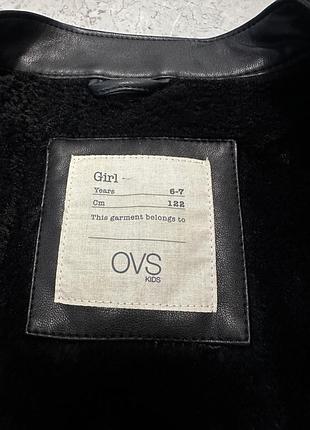 Girl
Years 6-7
Cm 122
This garment belongs to
OVS
KIDS